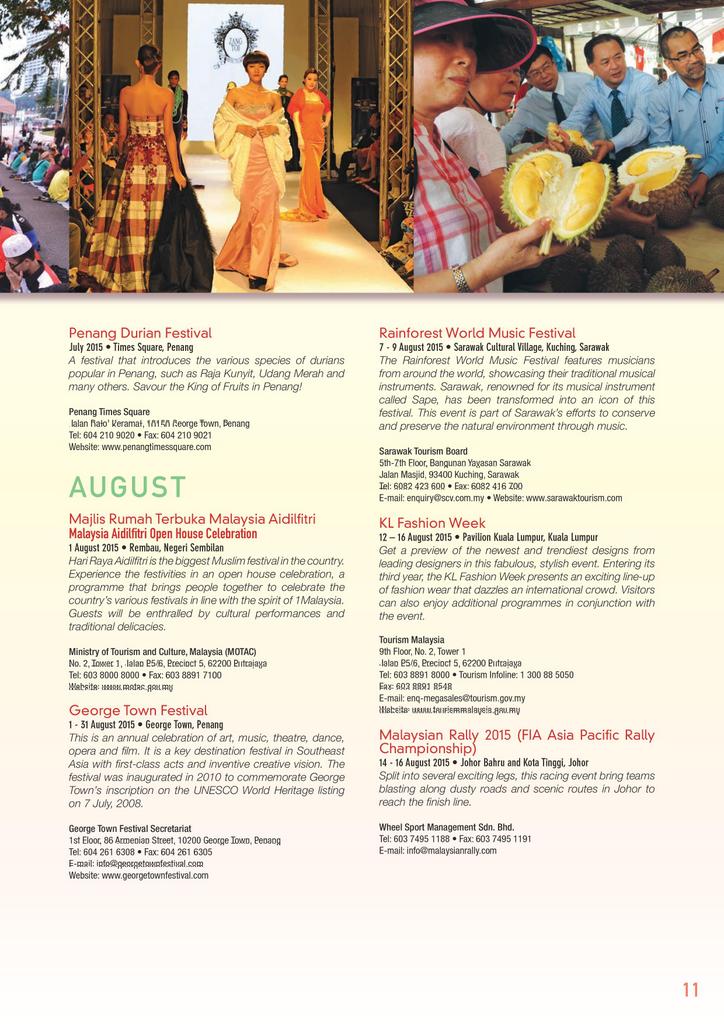 ZANG
TOI
Penang Durian Festival
July 2015 • Times Square, Penang
A festival that introduces the various species of durians
popular in Penang, such as Raja Kunyit, Udang Merah and
many others. Savour the King of Fruits in Penang!
Penang Times Square
Jalan Dato' Keramat, 10150 George Town, Penang
Tel: 604 210 9020 • Fax: 604 210 9021
Website: www.penangtimessquare.com
AUGUST
Majlis Rumah Terbuka Malaysia Aidilfitri
Malaysia Aidilfitri Open House Celebration
1 August 2015 • Rembau, Negeri Sembilan
Hari Raya Aidilfitri is the biggest Muslim festival in the country.
Experience the festivities in an open house celebration, a
programme that brings people together to celebrate the
country's various festivals in line with the spirit of 1Malaysia.
Guests will be enthralled by cultural performances and
traditional delicacies.
Ministry of Tourism and Culture, Malaysia (MOTAC)
No. 2, Tower 1, Jalan P5/6, Precinct 5, 62200 Putrajaya
Tel: 603 8000 8000 • Fax: 603 8891 7100
Website: www.motac.gov.my
George Town Festival
1 - 31 August 2015 • George Town, Penang
This is an annual celebration of art, music, theatre, dance,
opera and film. It is a key destination festival in Southeast
Asia with first-class acts and inventive creative vision. The
festival was inaugurated in 2010 to commemorate George
Town's inscription on the UNESCO World Heritage listing
on 7 July, 2008.
George Town Festival Secretariat
1st Floor, 86 Armenian Street, 10200 George Town, Penang
Tel: 604 261 6308 • Fax: 604 261 6305
E-mail: info@georgetownfestival.com
Website: www.georgetownfestival.com
Rainforest World Music Festival
7 - 9 August 2015 • Sarawak Cultural Village, Kuching, Sarawak
The Rainforest World Music Festival features musicians
from around the world, showcasing their traditional musical
instruments. Sarawak, renowned for its musical instrument
called Sape, has been transformed into an icon of this
festival. This event is part of Sarawak's efforts to conserve
and preserve the natural environment through music.
Sarawak Tourism Board
5th-7th Floor, Bangunan Yayasan Sarawak
Jalan Masjid, 93400 Kuching, Sarawak
Tel: 6082 423 600 • Fax: 6082 416 700
E-mail: enquiry@scv.com.my • Website: www.sarawaktourism.com
KL Fashion Week
12 – 16 August 2015 • Pavilion Kuala Lumpur, Kuala Lumpur
Get a preview of the newest and trendiest designs from
leading designers in this fabulous, stylish event. Entering its
third year, the KL Fashion Week presents an exciting line-up
of fashion wear that dazzles an international crowd. Visitors
can also enjoy additional programmes in conjunction with
the event.
Tourism Malaysia
9th Floor, No. 2, Tower 1
Jalan P5/6, Precinct 5, 62200 Putrajaya
Tel: 603 8891 8000 • Tourism Infoline: 1 300 88 5050
Fax: 603 8891 8548
E-mail: enq-megasales@tourism.gov.my
Website: www.tourismmalaysia.gov.my
Malaysian Rally 2015 (FIA Asia Pacific Rally
Championship)
14 - 16 August 2015 • Johor Bahru and Kota Tinggi, Johor
Split into several exciting legs, this racing event bring teams
blasting along dusty roads and scenic routes in Johor to
reach the finish line.
Wheel Sport Management Sdn. Bhd.
Tel: 603 7495 1188 • Fax: 603 7495 1191
E-mail: info@malaysianrally.com
11